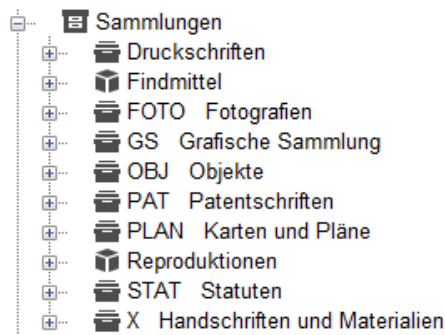 Sammlungen
Druckschriften
Findmittel
FOTO Fotografien
GS Grafische Sammlung
OBJ Objekte
PAT Patentschriften
PLAN Karten und Pläne
Reproduktionen
STAT Statuten
X Handschriften und Materialien